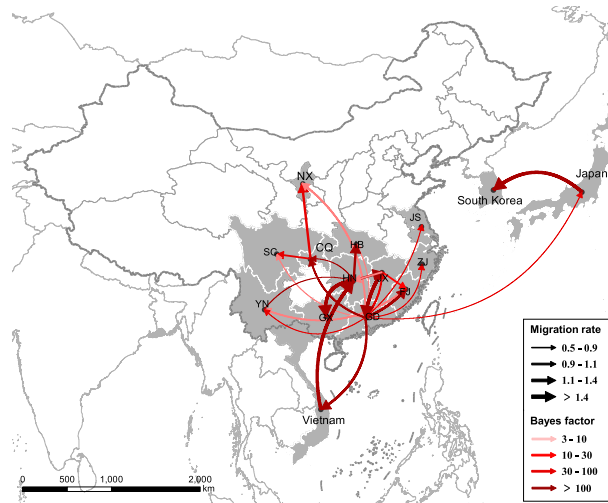 NX
Japan
South Korea
JS
HB
CQ
SC
ZJ
HN
JX
FJ
YN
GX
GD
Vietnam
Migration rate
0.5 - 0.9
0.9 - 1.1
1.1 - 1.4
> 1.4
Bayes factor
3 - 10
10 - 30
30 - 100
> 100
0 500 1,000 2,000
km